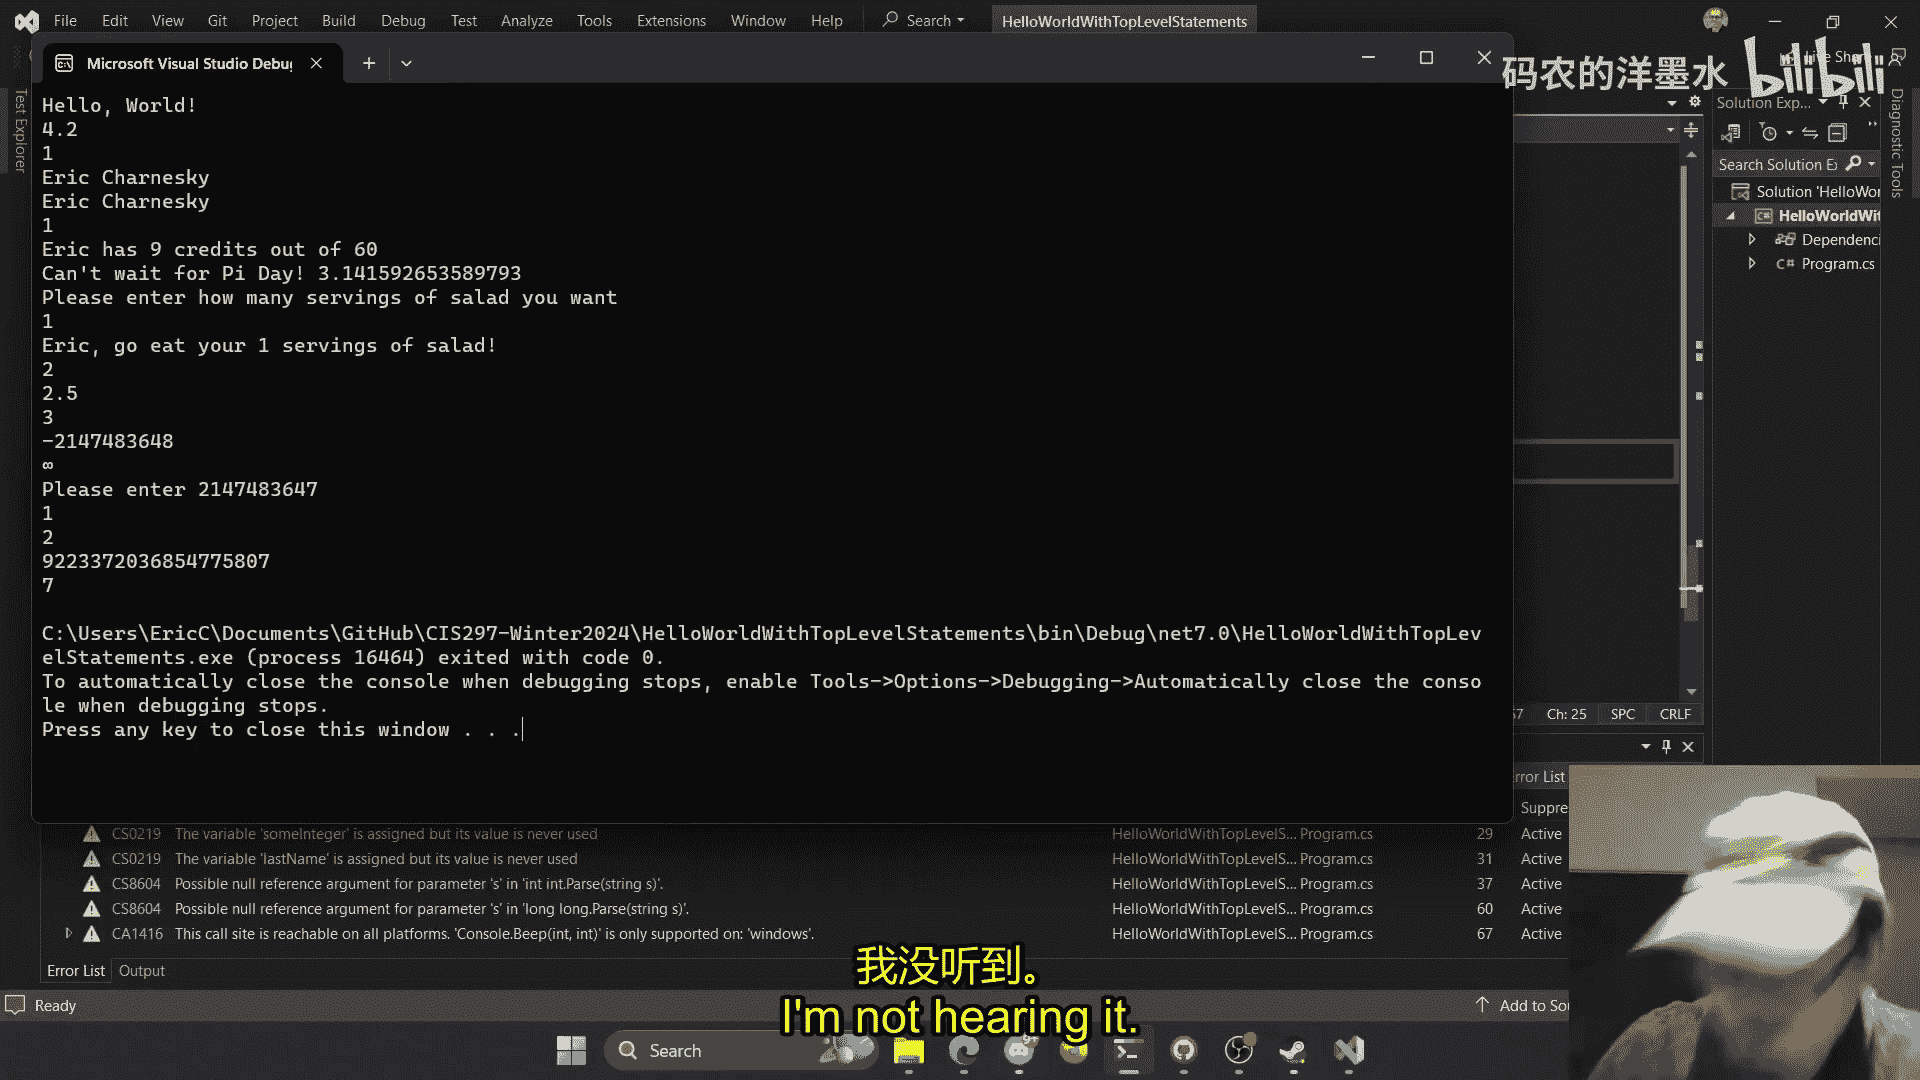 File Edit View Git Project Build Debug Test Analyze Tools Extensions Window Help Search HelloWorldWithTopLevelStatements
Microsoft Visual Studio Debu
码农的洋墨水 bilibili
Live Share
Test Explorer
Hello, World!
4.2
1
Eric Charnesky
Eric Charnesky
1
Eric has 9 credits out of 60
Can't wait for Pi Day! 3.141592653589793
Please enter how many servings of salad you want
1
Eric, go eat your 1 servings of salad!
2
2.5
3
-2147483648
∞
Please enter 2147483647
1
2
9223372036854775807
7
C:\Users\EricC\Documents\GitHub\CIS297-Winter2024\HelloWorldWithTopLevelStatements\bin\Debug\net7.0\HelloWorldWithTopLev
elStatements.exe (process 16464) exited with code 0.
To automatically close the console when debugging stops, enable Tools->Options->Debugging->Automatically close the conso
le when debugging stops.
Press any key to close this window . . .
Solution Exp...
Search Solution E
Solution 'HelloWor
HelloWorldWit
Dependenci
C# Program.cs
Diagnostic Tools
57 Ch: 25 SPC CRLF
Error List
Suppre
CS0219 The variable 'someInteger' is assigned but its value is never used HelloWorldWithTopLevelS... Program.cs 29 Active
CS0219 The variable 'lastName' is assigned but its value is never used HelloWorldWithTopLevelS... Program.cs 31 Active
CS8604 Possible null reference argument for parameter 's' in 'int int.Parse(string s)'. HelloWorldWithTopLevelS... Program.cs 37 Active
CS8604 Possible null reference argument for parameter 's' in 'long long.Parse(string s)'. HelloWorldWithTopLevelS... Program.cs 60 Active
CA1416 This call site is reachable on all platforms. 'Console.Beep(int, int)' is only supported on: 'windows'. HelloWorldWithTopLevelS... Program.cs 67 Active
Error List Output
我没听到。
Ready
Add to So
I'm not hearing it.
Search